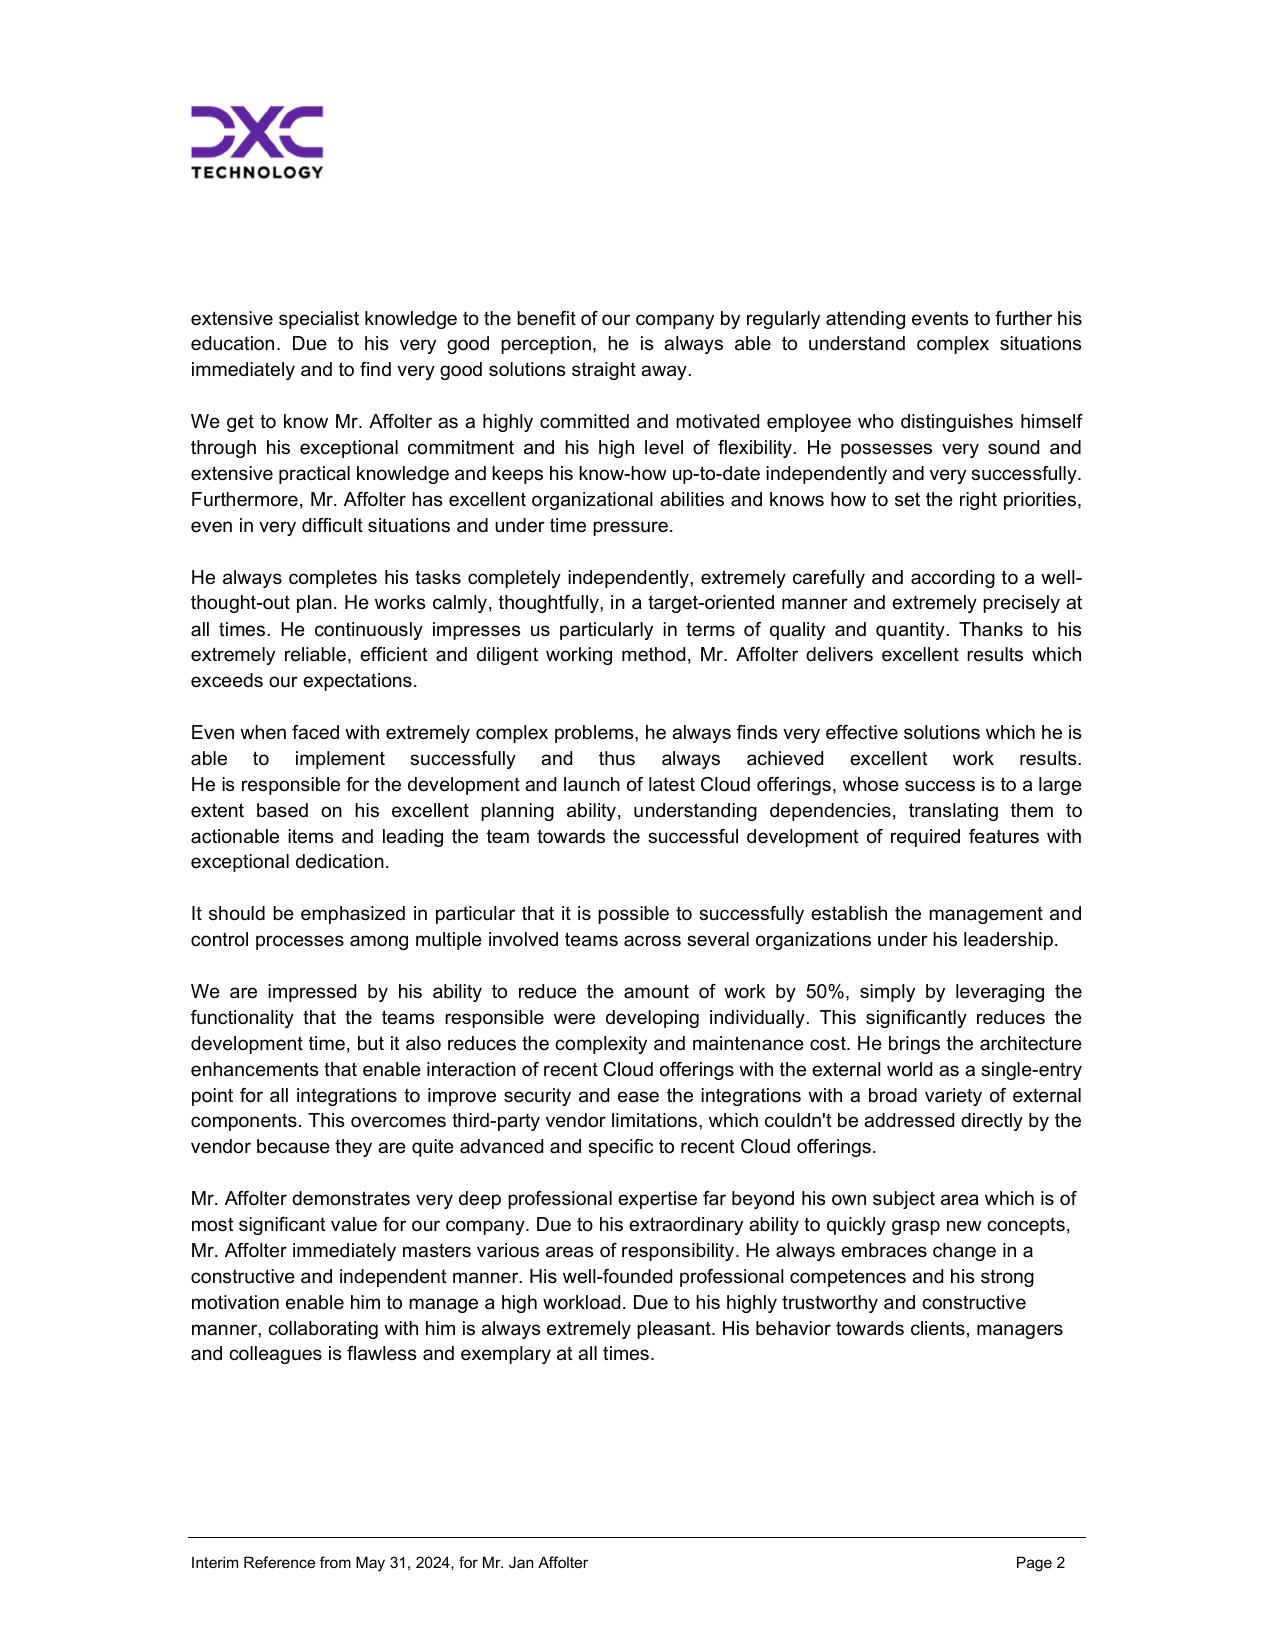 DXC
TECHNOLOGY
extensive specialist knowledge to the benefit of our company by regularly attending events to further his
education. Due to his very good perception, he is always able to understand complex situations
immediately and to find very good solutions straight away.
We get to know Mr. Affolter as a highly committed and motivated employee who distinguishes himself
through his exceptional commitment and his high level of flexibility. He possesses very sound and
extensive practical knowledge and keeps his know-how up-to-date independently and very successfully.
Furthermore, Mr. Affolter has excellent organizational abilities and knows how to set the right priorities,
even in very difficult situations and under time pressure.
He always completes his tasks completely independently, extremely carefully and according to a well-
thought-out plan. He works calmly, thoughtfully, in a target-oriented manner and extremely precisely at
all times. He continuously impresses us particularly in terms of quality and quantity. Thanks to his
extremely reliable, efficient and diligent working method, Mr. Affolter delivers excellent results which
exceeds our expectations.
Even when faced with extremely complex problems, he always finds very effective solutions which he is
able to implement successfully and thus always achieved excellent work results.
He is responsible for the development and launch of latest Cloud offerings, whose success is to a large
extent based on his excellent planning ability, understanding dependencies, translating them to
actionable items and leading the team towards the successful development of required features with
exceptional dedication.
It should be emphasized in particular that it is possible to successfully establish the management and
control processes among multiple involved teams across several organizations under his leadership.
We are impressed by his ability to reduce the amount of work by 50%, simply by leveraging the
functionality that the teams responsible were developing individually. This significantly reduces the
development time, but it also reduces the complexity and maintenance cost. He brings the architecture
enhancements that enable interaction of recent Cloud offerings with the external world as a single-entry
point for all integrations to improve security and ease the integrations with a broad variety of external
components. This overcomes third-party vendor limitations, which couldn't be addressed directly by the
vendor because they are quite advanced and specific to recent Cloud offerings.
Mr. Affolter demonstrates very deep professional expertise far beyond his own subject area which is of
most significant value for our company. Due to his extraordinary ability to quickly grasp new concepts,
Mr. Affolter immediately masters various areas of responsibility. He always embraces change in a
constructive and independent manner. His well-founded professional competences and his strong
motivation enable him to manage a high workload. Due to his highly trustworthy and constructive
manner, collaborating with him is always extremely pleasant. His behavior towards clients, managers
and colleagues is flawless and exemplary at all times.
Interim Reference from May 31, 2024, for Mr. Jan Affolter Page 2